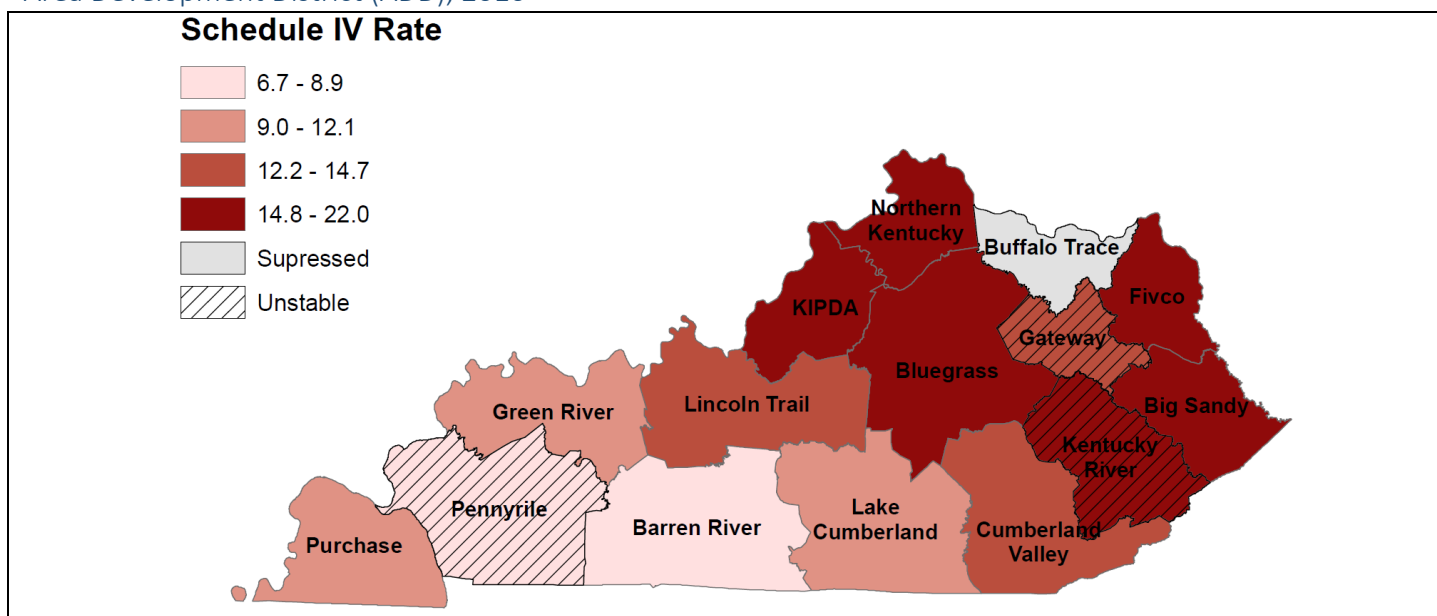 Schedule IV Rate
6.7 - 8.9
9.0 - 12.1
12.2 - 14.7
14.8 - 22.0
Supressed
Unstable
Northern
Kentucky
Buffalo Trace
KIPDA
Fivco
Gateway
Bluegrass
Green River
Lincoln Trail
Big Sandy
Kentucky
River
Pennyrile
Barren River
Lake
Cumberland
Cumberland
Valley
Purchase